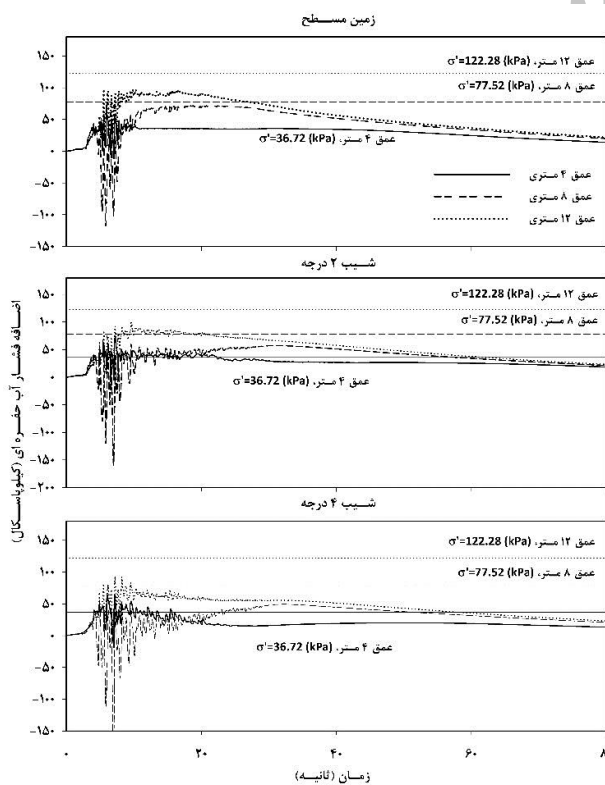 زمین مسطح
۱۵۰
σ'=122.28 (kPa) عمق ۱۲ متر،
۱۰۰
σ'=77.52 (kPa) عمق ۸ متر،
۵۰
σ'=36.72 (kPa) عمق ۴ متر،
۰
عمق ۴ متری
-۵۰
عمق ۸ متری
-۱۰۰
عمق ۱۲ متری
-۱۵۰
شیب 2 درجه
۱۵۰
σ'=122.28 (kPa) عمق ۱۲ متر،
۱۰۰
σ'=77.52 (kPa) عمق ۸ متر،
۵۰
۰
σ'=36.72 (kPa) عمق ۴ متر،
-۵۰
-۱۰۰
-۱۵۰
-۲۰۰
اضافه فشار آب حفره ای (کیلوپاسکال)
شیب ۴ درجه
۱۵۰
σ'=122.28 (kPa) عمق ۱۲ متر،
۱۰۰
σ'=77.52 (kPa) عمق ۸ متر،
۵۰
۰
σ'=36.72 (kPa) عمق ۴ متر،
-۵۰
-۱۰۰
-۱۵۰
۰ ۲۰ ۴۰ ۶۰ ۸
زمان (ثانیه)